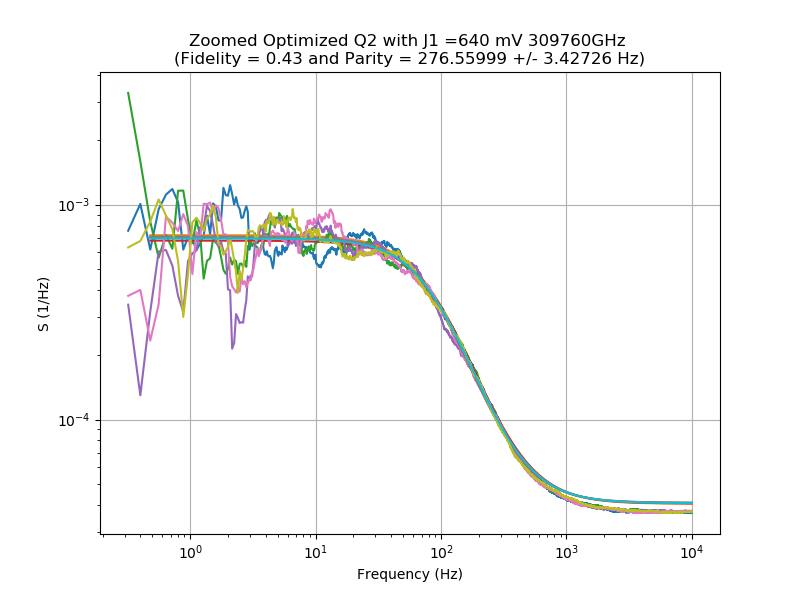 Zoomed Optimized Q2 with J1 =640 mV 309760GHz
(Fidelity = 0.43 and Parity = 276.55999 +/- 3.42726 Hz)
S (1/Hz)
10⁻³
10⁻⁴
10⁰ 10¹ 10² 10³ 10⁴
Frequency (Hz)